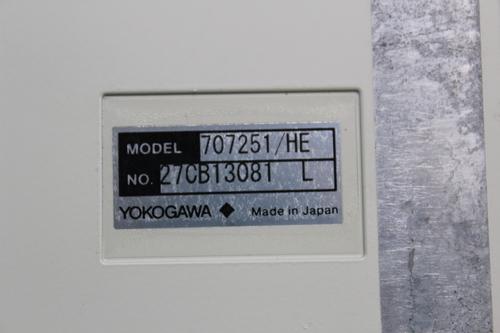 MODEL 707251/HE
NO. 27CB13081 L
YOKOGAWA ◆ Made in Japan